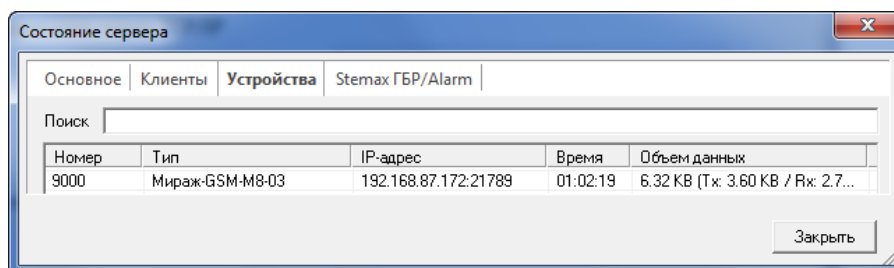 Состояние сервера
Основное Клиенты Устройства Stemax ГБР/Alarm
Поиск
Номер Тип IP-адрес Время Объем данных
9000 Мираж-GSM-M8-03 192.168.87.172:21789 01:02:19 6.32 KB (Tx: 3.60 KB / Rx: 2.7...
Закрыть